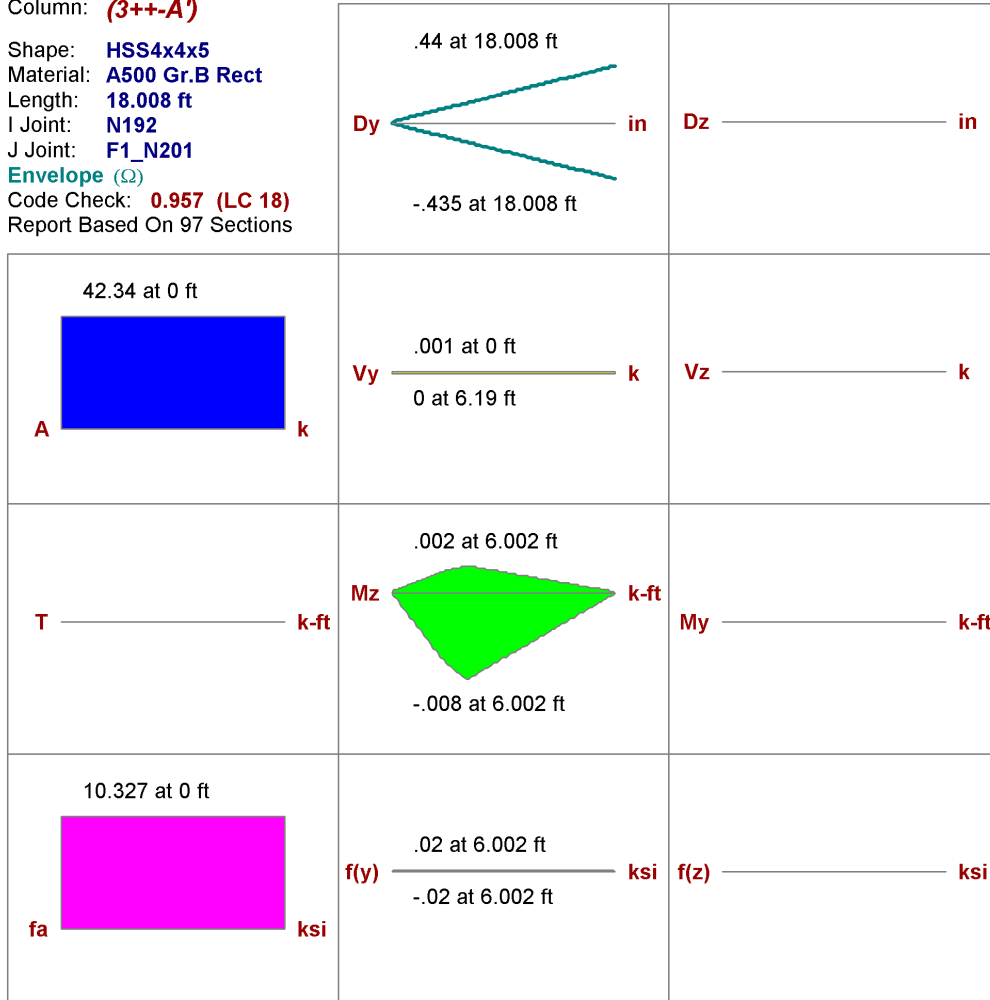 Column: (3++-A')
Shape: HSS4x4x5
Material: A500 Gr.B Rect
Length: 18.008 ft
I Joint: N192
J Joint: F1_N201
Envelope (Ω)
Code Check: 0.957 (LC 18)
Report Based On 97 Sections
.44 at 18.008 ft
Dy in
-.435 at 18.008 ft
Dz in
42.34 at 0 ft
A k
.001 at 0 ft
Vy k
0 at 6.19 ft
Vz k
T k-ft
.002 at 6.002 ft
Mz k-ft
-.008 at 6.002 ft
My k-ft
10.327 at 0 ft
fa ksi
.02 at 6.002 ft
f(y) ksi
-.02 at 6.002 ft
f(z) ksi